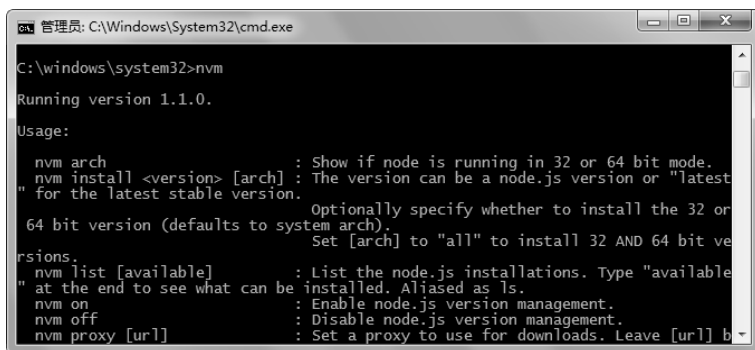 管理员: C:\Windows\System32\cmd.exe
C:\windows\system32>nvm
Running version 1.1.0.
Usage:
nvm arch : Show if node is running in 32 or 64 bit mode.
nvm install <version> [arch] : The version can be a node.js version or "latest
" for the latest stable version.
Optionally specify whether to install the 32 or
64 bit version (defaults to system arch).
Set [arch] to "all" to install 32 AND 64 bit ve
rsions.
nvm list [available] : List the node.js installations. Type "available
" at the end to see what can be installed. Aliased as ls.
nvm on : Enable node.js version management.
nvm off : Disable node.js version management.
nvm proxy [url] : Set a proxy to use for downloads. Leave [url] b